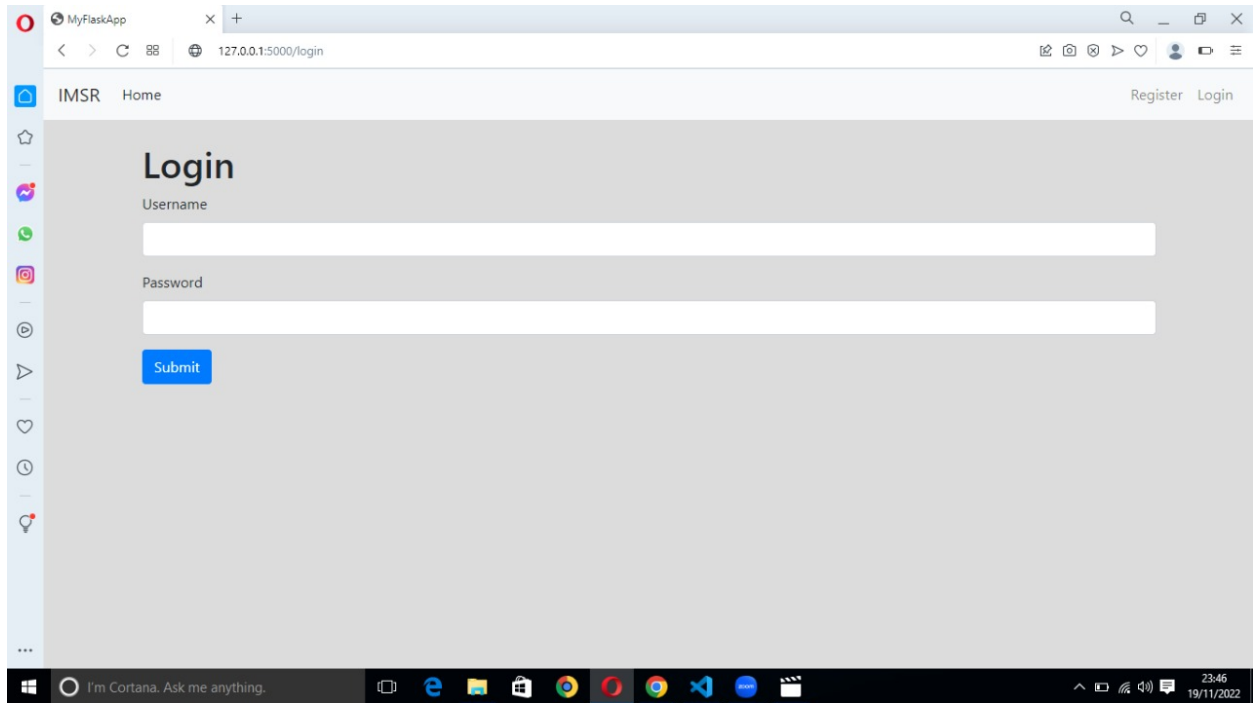 MyFlaskApp
127.0.0.1:5000/login
IMSR Home Register Login
Login
Username
Password
Submit
I'm Cortana. Ask me anything.
zoom
23:46
19/11/2022